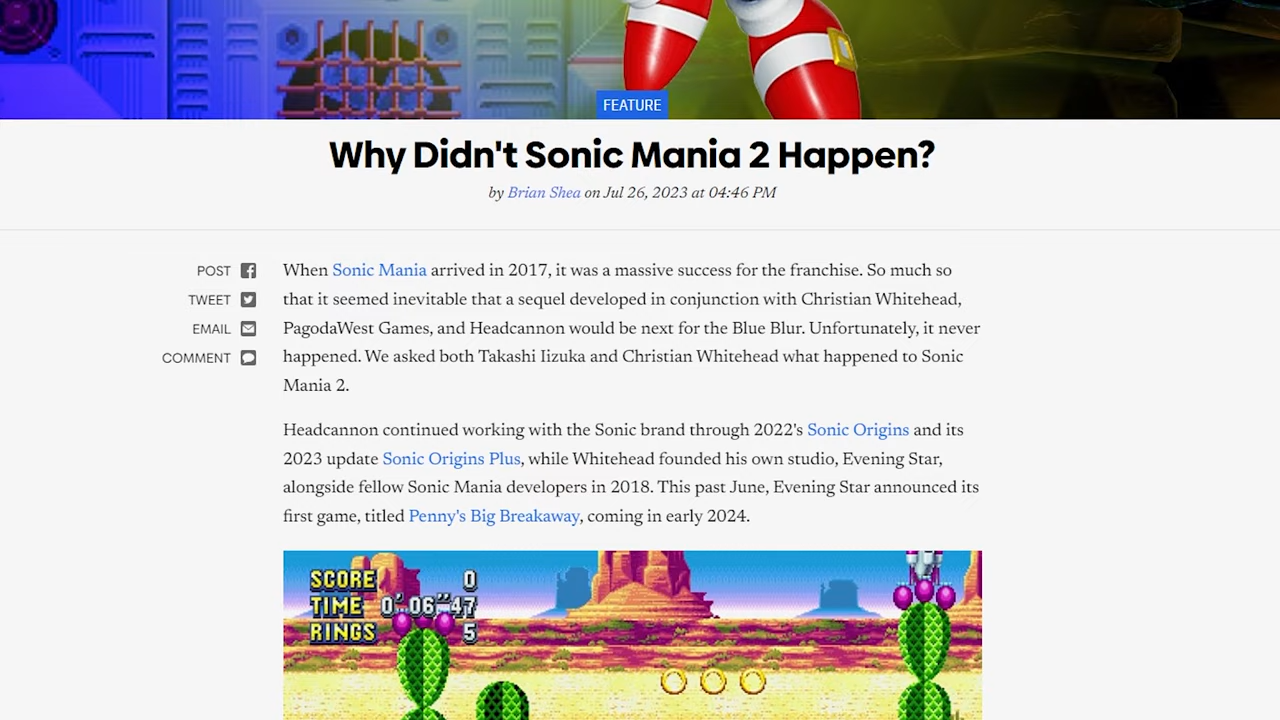 FEATURE
Why Didn't Sonic Mania 2 Happen?
by Brian Shea on Jul 26, 2023 at 04:46 PM
POST
TWEET
EMAIL
COMMENT
When Sonic Mania arrived in 2017, it was a massive success for the franchise. So much so
that it seemed inevitable that a sequel developed in conjunction with Christian Whitehead,
PagodaWest Games, and Headcannon would be next for the Blue Blur. Unfortunately, it never
happened. We asked both Takashi Iizuka and Christian Whitehead what happened to Sonic
Mania 2.
Headcannon continued working with the Sonic brand through 2022's Sonic Origins and its
2023 update Sonic Origins Plus, while Whitehead founded his own studio, Evening Star,
alongside fellow Sonic Mania developers in 2018. This past June, Evening Star announced its
first game, titled Penny's Big Breakaway, coming in early 2024.
SCORE 0
TIME 0'06"47
RINGS 5